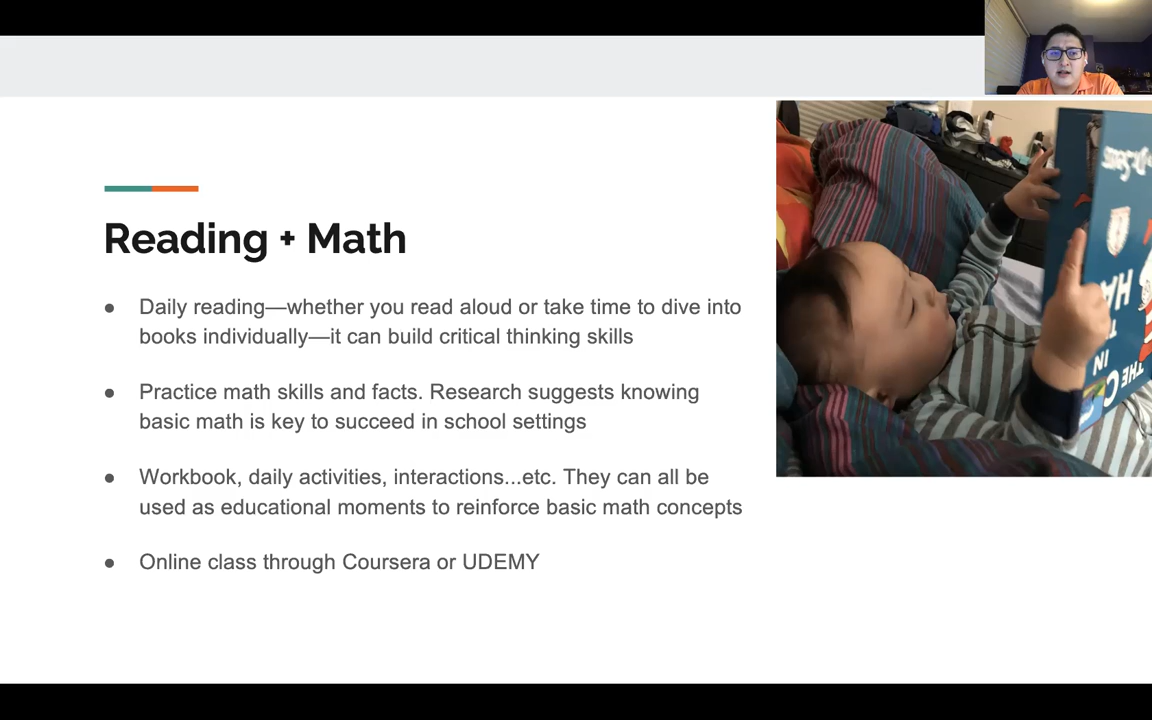 Reading + Math
● Daily reading—whether you read aloud or take time to dive into
books individually—it can build critical thinking skills
● Practice math skills and facts. Research suggests knowing
basic math is key to succeed in school settings
● Workbook, daily activities, interactions...etc. They can all be
used as educational moments to reinforce basic math concepts
● Online class through Coursera or UDEMY
THE
IN